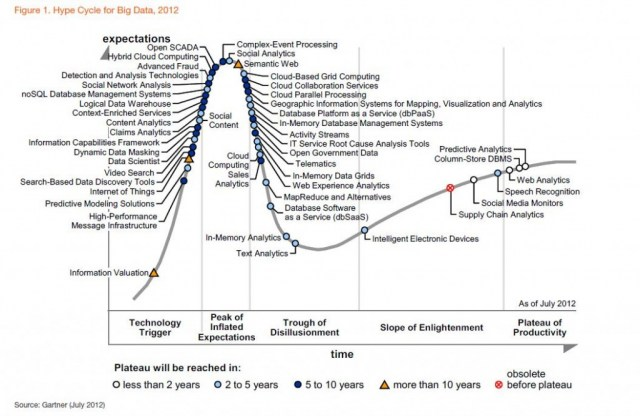 Figure 1. Hype Cycle for Big Data, 2012
expectations
Complex-Event Processing
Open SCADA
Social Analytics
Hybrid Cloud Computing
Semantic Web
Advanced Fraud
Detection and Analysis Technologies
Social Network Analysis
noSQL Database Management Systems
Logical Data Warehouse
Context-Enriched Services
Content Analytics
Claims Analytics
Information Capabilities Framework
Dynamic Data Masking
Data Scientist
Video Search
Search-Based Data Discovery Tools
Internet of Things
Predictive Modeling Solutions
High-Performance
Message Infrastructure
Information Valuation
Social
Content
Cloud
Computing
Sales
Analytics
Cloud-Based Grid Computing
Cloud Collaboration Services
Cloud Parallel Processing
Geographic Information Systems for Mapping, Visualization and Analytics
Database Platform as a Service (dbPaaS)
In-Memory Database Management Systems
Activity Streams
IT Service Root Cause Analysis Tools
Open Government Data
Telematics
In-Memory Data Grids
Web Experience Analytics
MapReduce and Alternatives
Database Software
as a Service (dbSaaS)
In-Memory Analytics
Text Analytics
Intelligent Electronic Devices
Predictive Analytics
Column-Store DBMS
Web Analytics
Speech Recognition
Social Media Monitors
Supply Chain Analytics
As of July 2012
Technology
Trigger
Peak of
Inflated
Expectations
Trough of
Disillusionment
Slope of Enlightenment
Plateau of
Productivity
time
Plateau will be reached in:
less than 2 years
2 to 5 years
5 to 10 years
more than 10 years
obsolete
before plateau
Source: Gartner (July 2012)